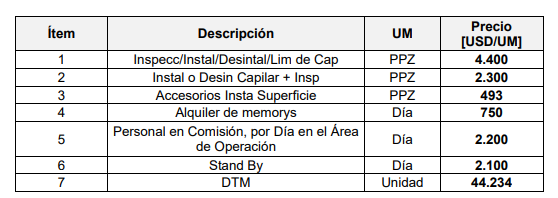 Ítem Descripción UM Precio
[USD/UM]
1 Inspecc/Instal/Desintal/Lim de Cap PPZ 4.400
2 Instal o Desin Capilar + Insp PPZ 2.300
3 Accesorios Insta Superficie PPZ 493
4 Alquiler de memorys Día 750
5 Personal en Comisión, por Día en el Área
de Operación Día 2.200
6 Stand By Día 2.100
7 DTM Unidad 44.234